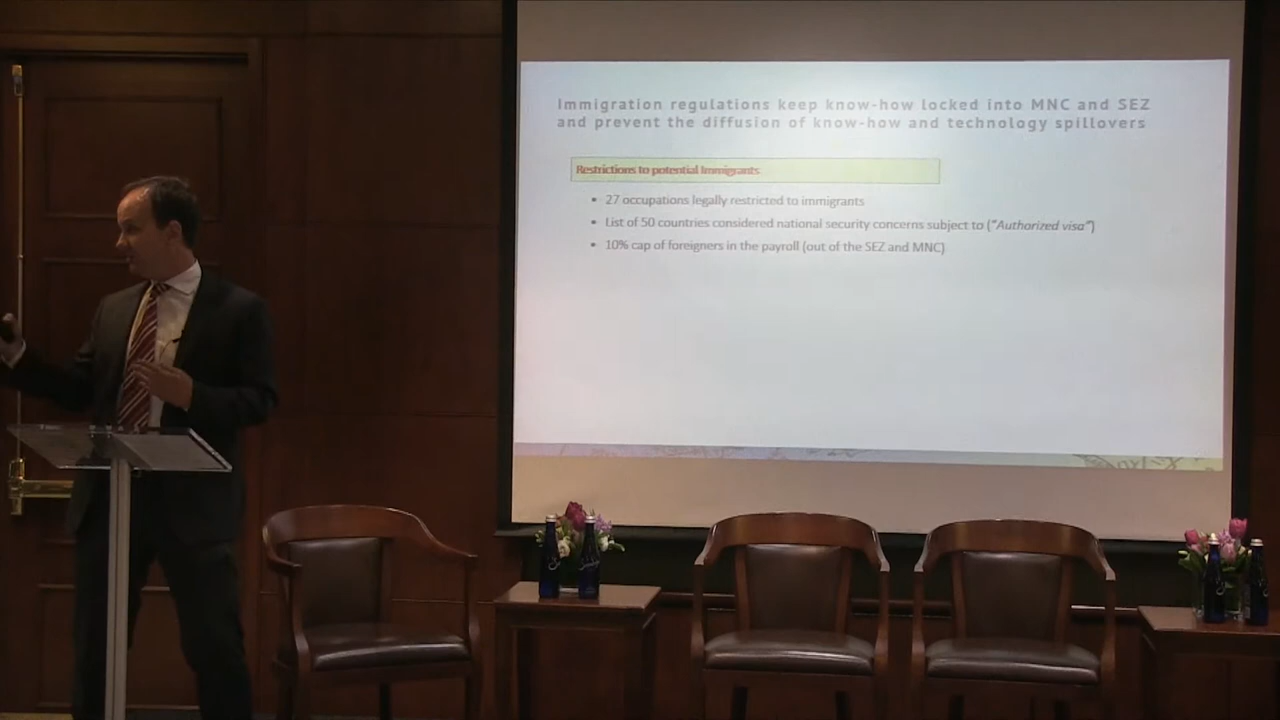 Immigration regulations keep know-how locked into MNC and SEZ
and prevent the diffusion of know-how and technology spillovers
Restrictions to potential Immigrants
▪ 27 occupations legally restricted to immigrants
▪ List of 50 countries considered national security concerns subject to ("Authorized visa")
▪ 10% cap of foreigners in the payroll (out of the SEZ and MNC)